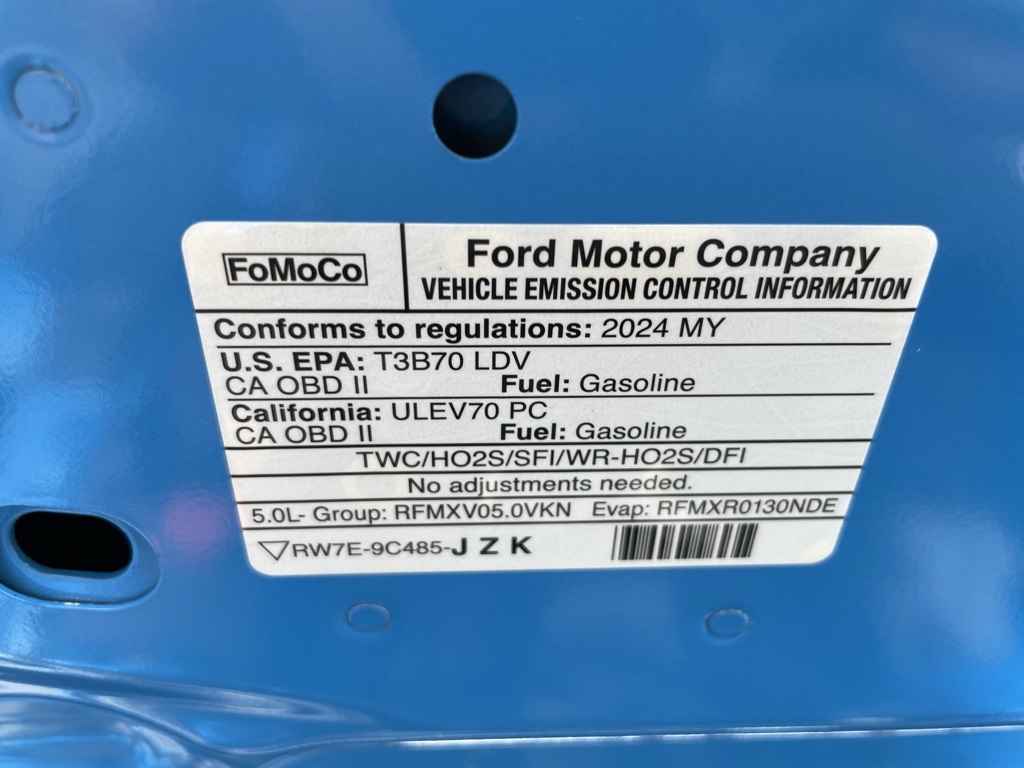 FoMoCo
Ford Motor Company
VEHICLE EMISSION CONTROL INFORMATION
Conforms to regulations: 2024 MY
U.S. EPA: T3B70 LDV
CA OBD II Fuel: Gasoline
California: ULEV70 PC
CA OBD II Fuel: Gasoline
TWC/HO2S/SFI/WR-HO2S/DFI
No adjustments needed.
5.0L- Group: RFMXV05.0VKN Evap: RFMXR0130NDE
RW7E-9C485-J Z K